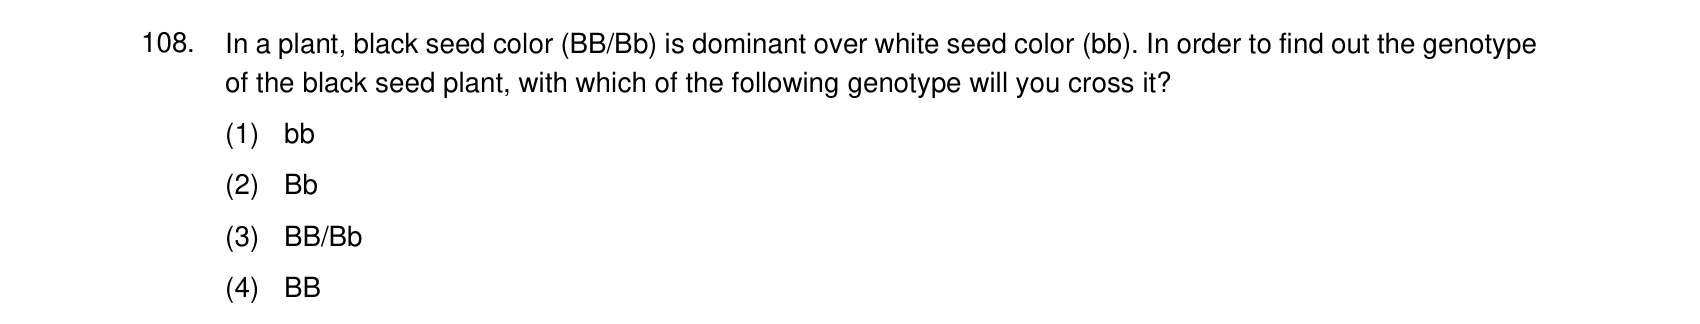 108. In a plant, black seed color (BB/Bb) is dominant over white seed color (bb). In order to find out the genotype
of the black seed plant, with which of the following genotype will you cross it?
(1) bb
(2) Bb
(3) BB/Bb
(4) BB